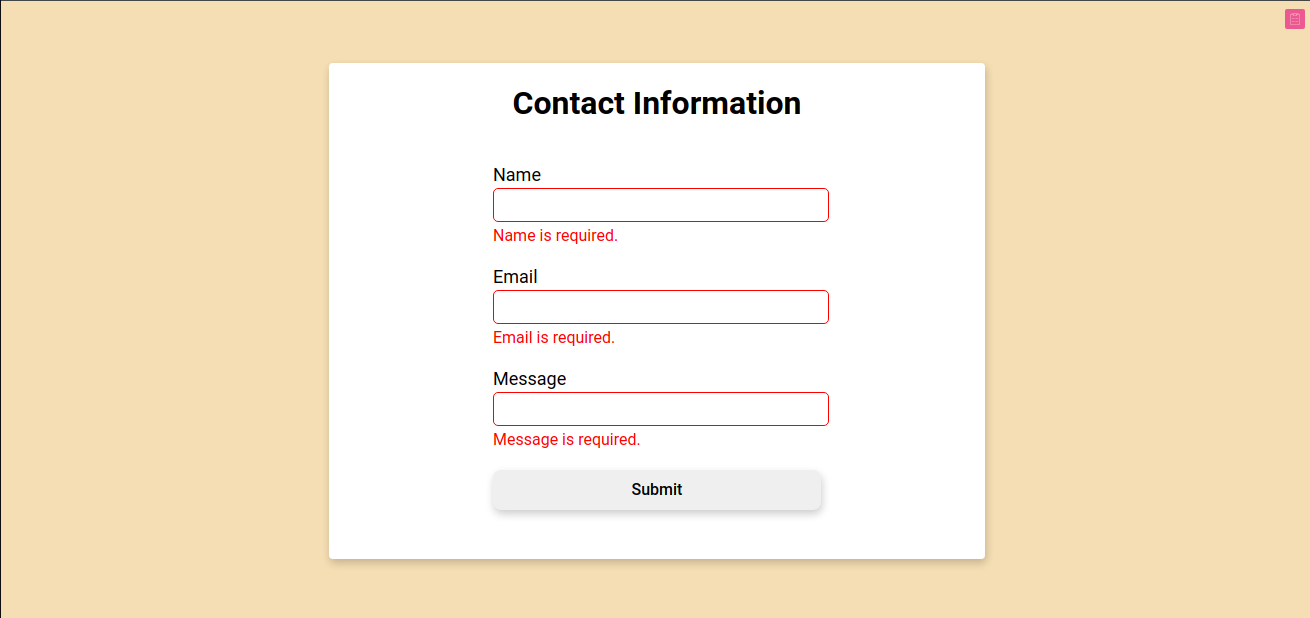 Contact Information
Name
Name is required.
Email
Email is required.
Message
Message is required.
Submit